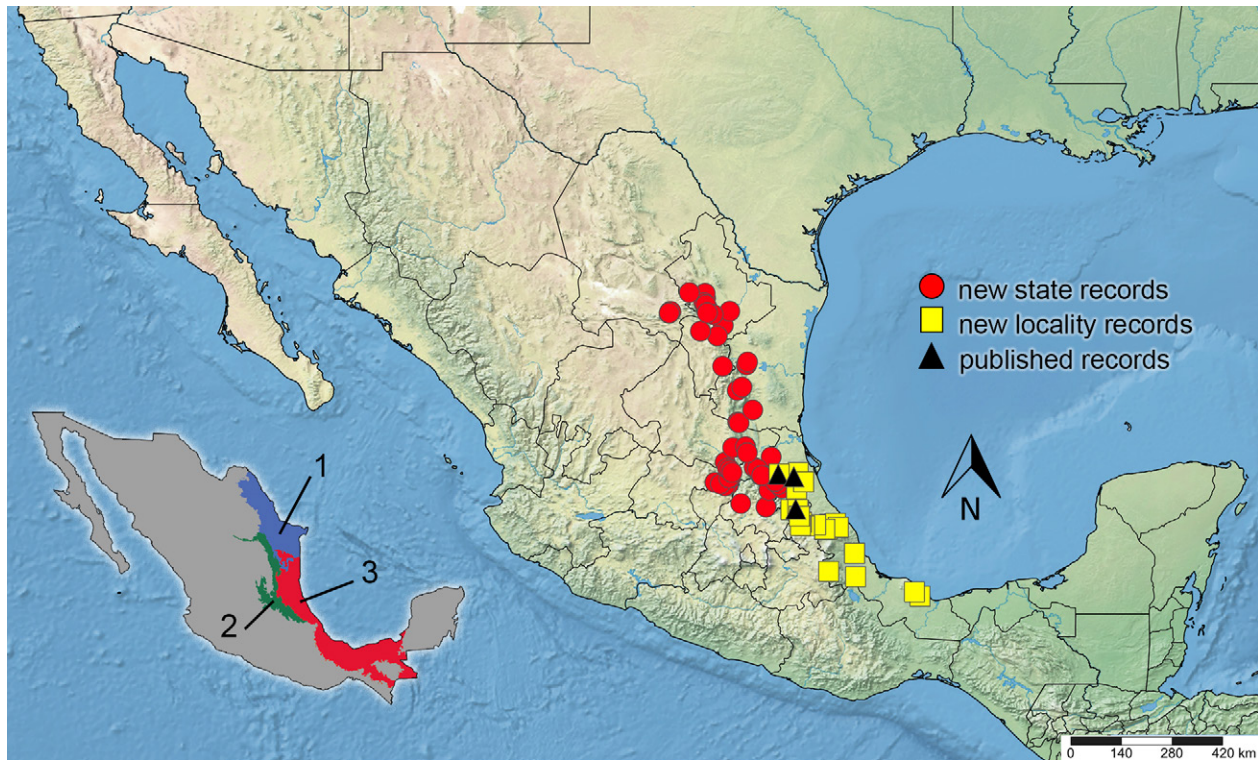 new state records
new locality records
published records
N
1
3
2
0 140 280 420 km